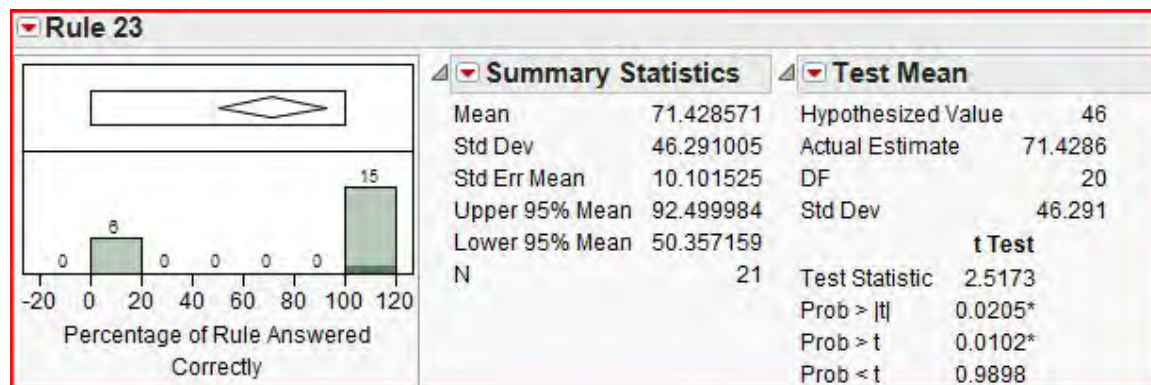 Rule 23
15
6
0 0 0 0 0
-20 0 20 40 60 80 100 120
Percentage of Rule Answered
Correctly
Summary Statistics
Mean 71.428571
Std Dev 46.291005
Std Err Mean 10.101525
Upper 95% Mean 92.499984
Lower 95% Mean 50.357159
N 21
Test Mean
Hypothesized Value 46
Actual Estimate 71.4286
DF 20
Std Dev 46.291
t Test
Test Statistic 2.5173
Prob > |t| 0.0205*
Prob > t 0.0102*
Prob < t 0.9898